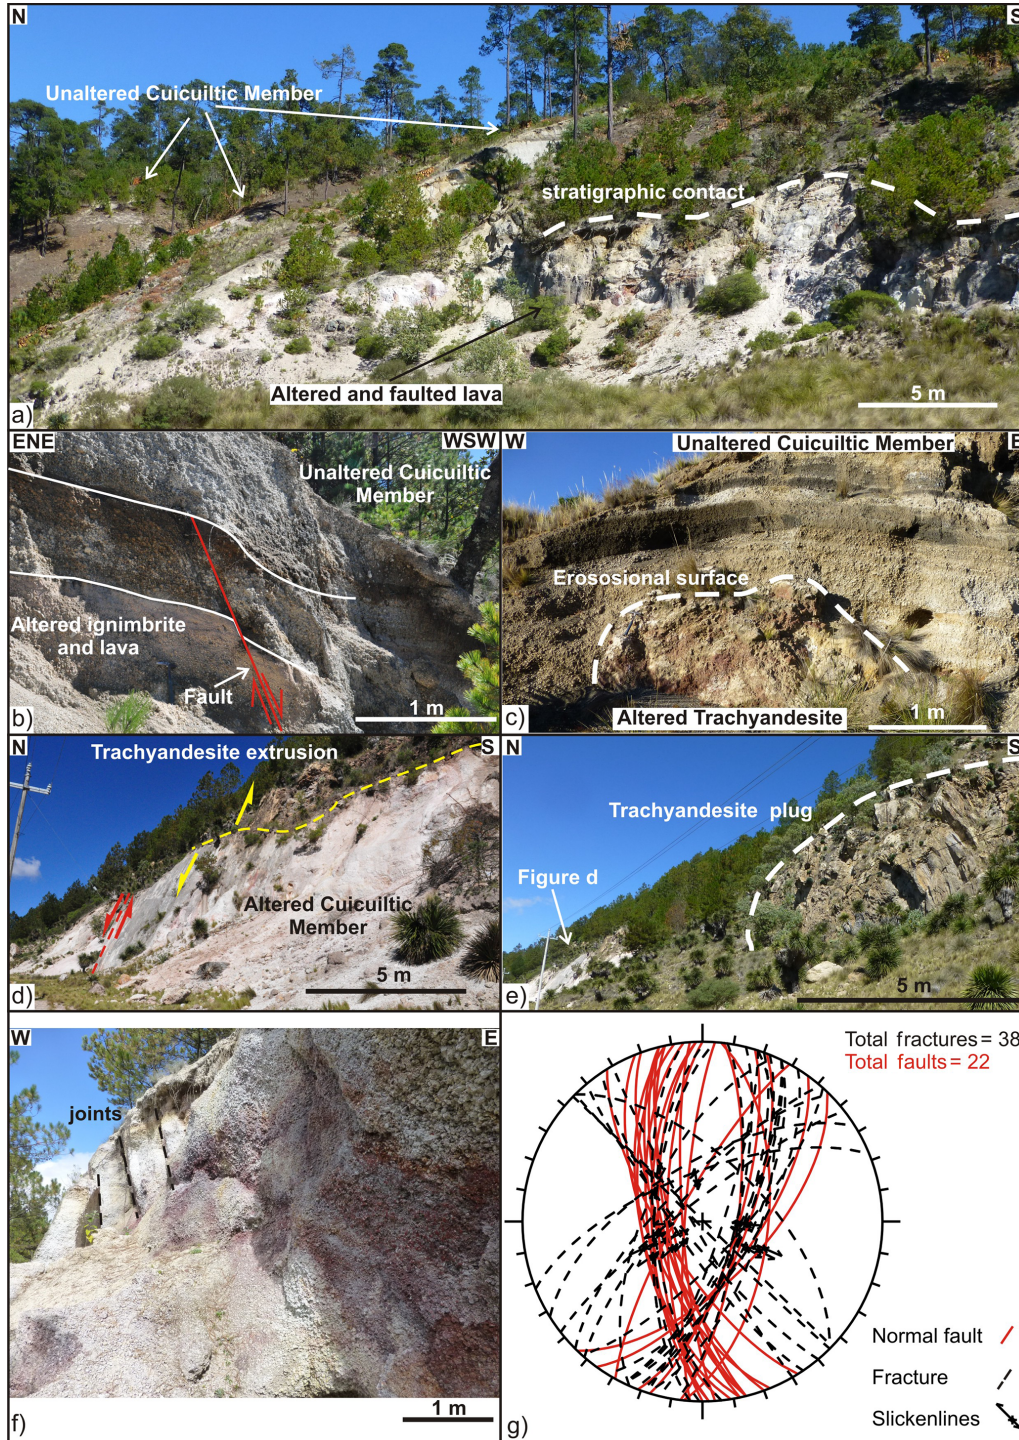 N
S
Unaltered Cuicuiltic Member
stratigraphic contact
Altered and faulted lava
5 m
a)
ENE
WSW
Unaltered Cuicuiltic
Member
Altered ignimbrite
and lava
Fault
1 m
b)
W
E
Unaltered Cuicuiltic Member
Erososional surface
Altered Trachyandesite
1 m
c)
N
S
Trachyandesite extrusion
Altered Cuicuiltic
Member
5 m
d)
N
S
Trachyandesite plug
Figure d
5 m
e)
W
E
joints
1 m
f)
Total fractures = 38
Total faults = 22
Normal fault
Fracture
Slickenlines
g)